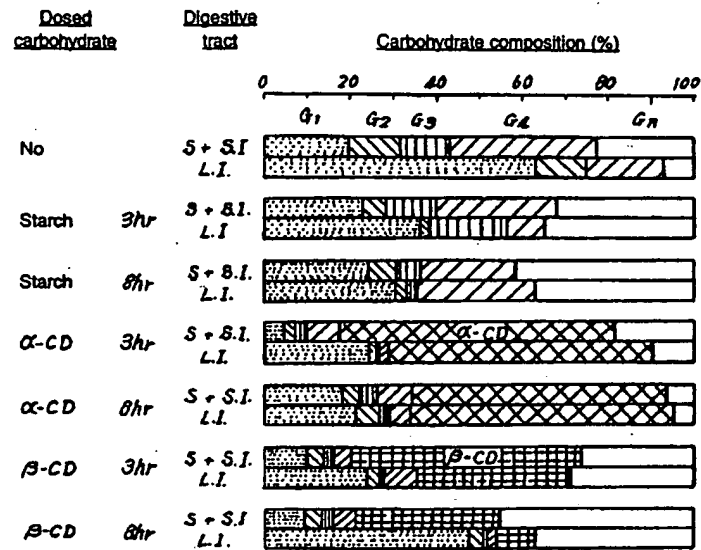 Dosed Digestive
carbohydrate tract Carbohydrate composition (%)
0 20 40 60 80 100
G1 G2 G3 GL Gn
No S + S.I
L.I.
Starch 3hr S + S.I.
L.I
Starch 8hr S + S.I.
L.I.
α-CD 3hr S + S.I. α-CD
L.I.
α-CD 8hr S + S.I.
L.I.
β-CD 3hr S + S.I. β-CD
L.I.
β-CD 8hr S + S.I
L.I.